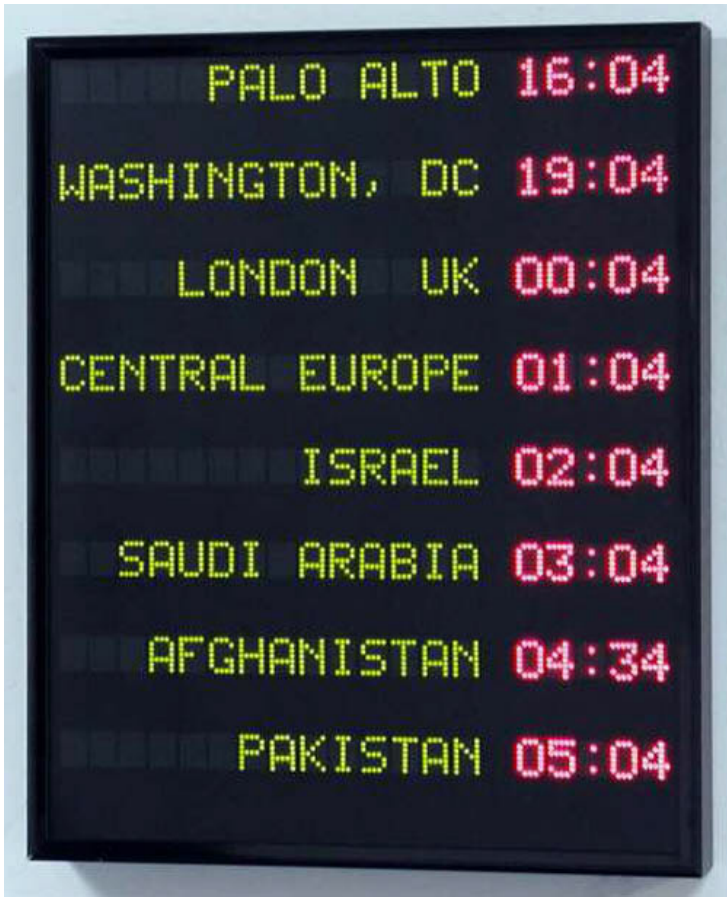 PALO ALTO 16:04
WASHINGTON, DC 19:04
LONDON UK 00:04
CENTRAL EUROPE 01:04
ISRAEL 02:04
SAUDI ARABIA 03:04
AFGHANISTAN 04:34
PAKISTAN 05:04